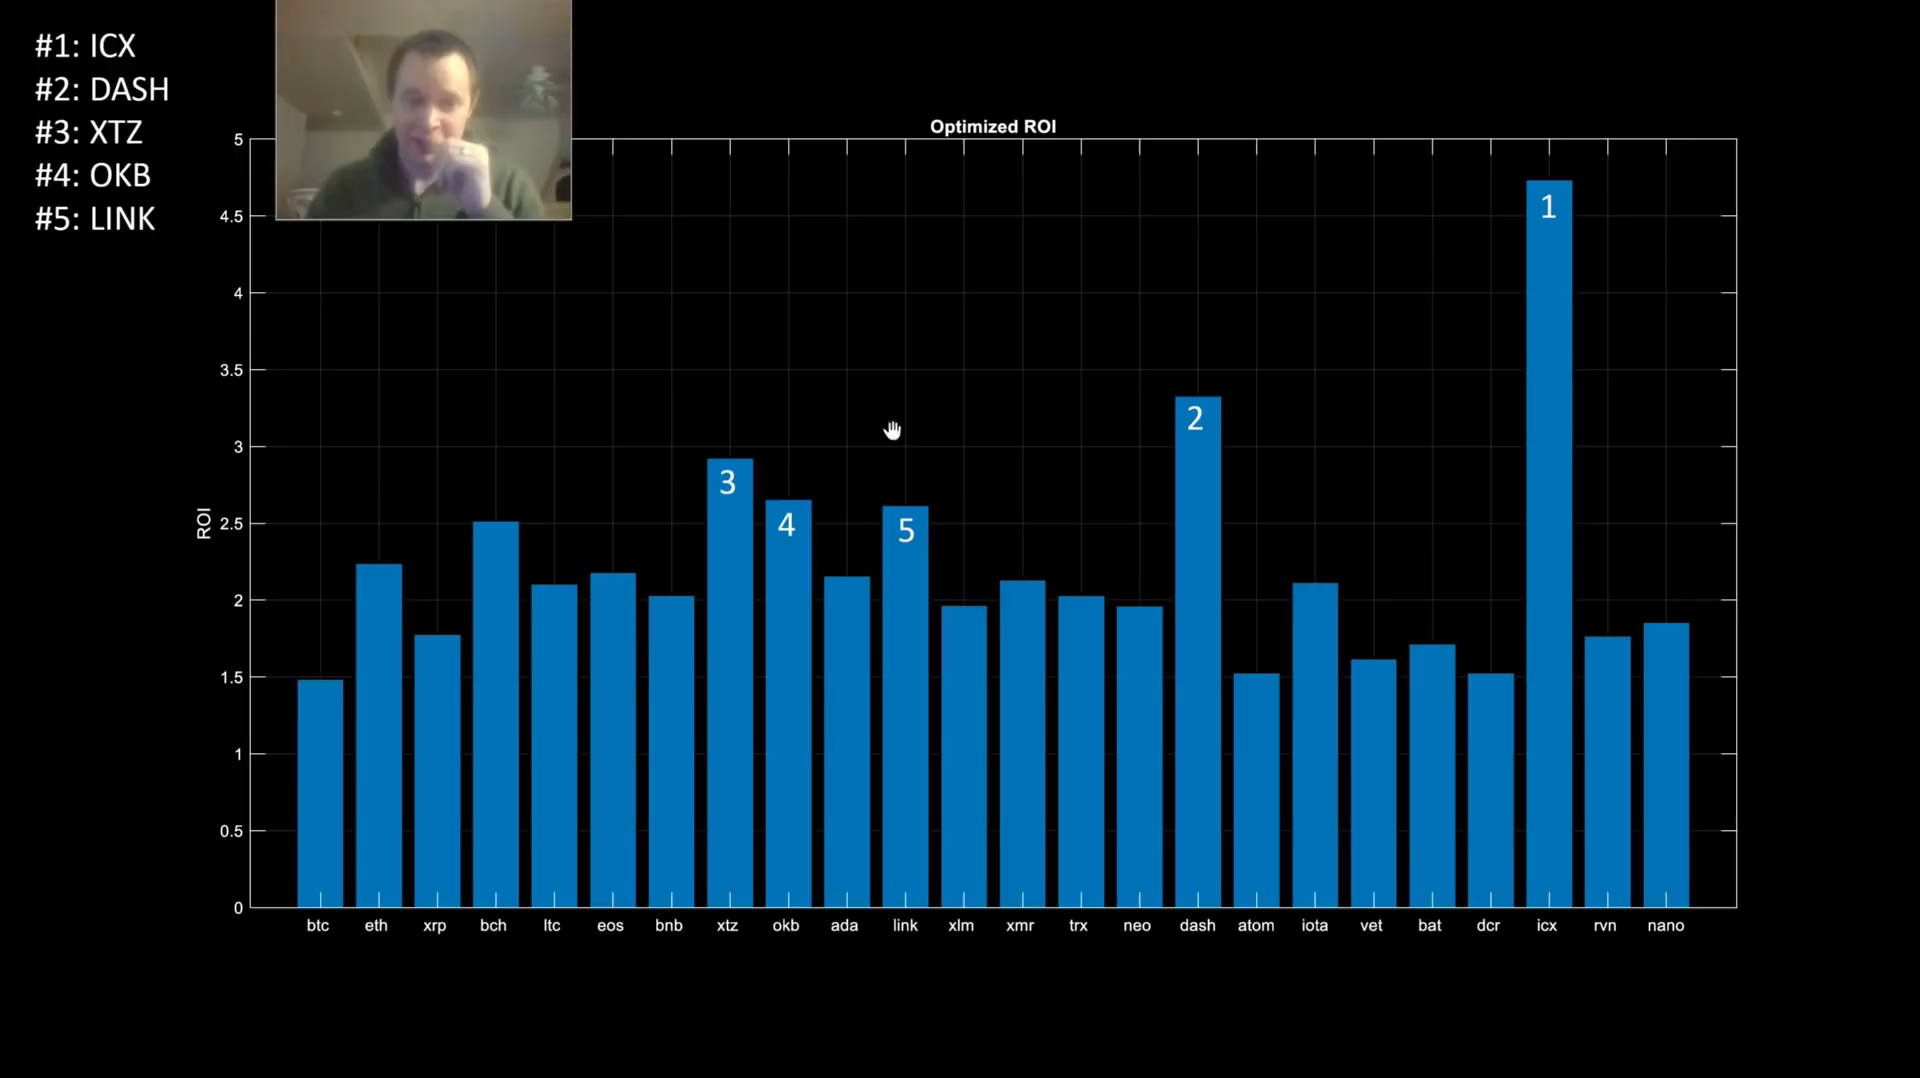 #1: ICX
#2: DASH
#3: XTZ
#4: OKB
#5: LINK
Optimized ROI
5
4.5
4
3.5
3
2.5
2
1.5
1
0.5
0
ROI
1
2
3
4
5
btc eth xrp bch ltc eos bnb xtz okb ada link xlm xmr trx neo dash atom iota vet bat dcr icx rvn nano